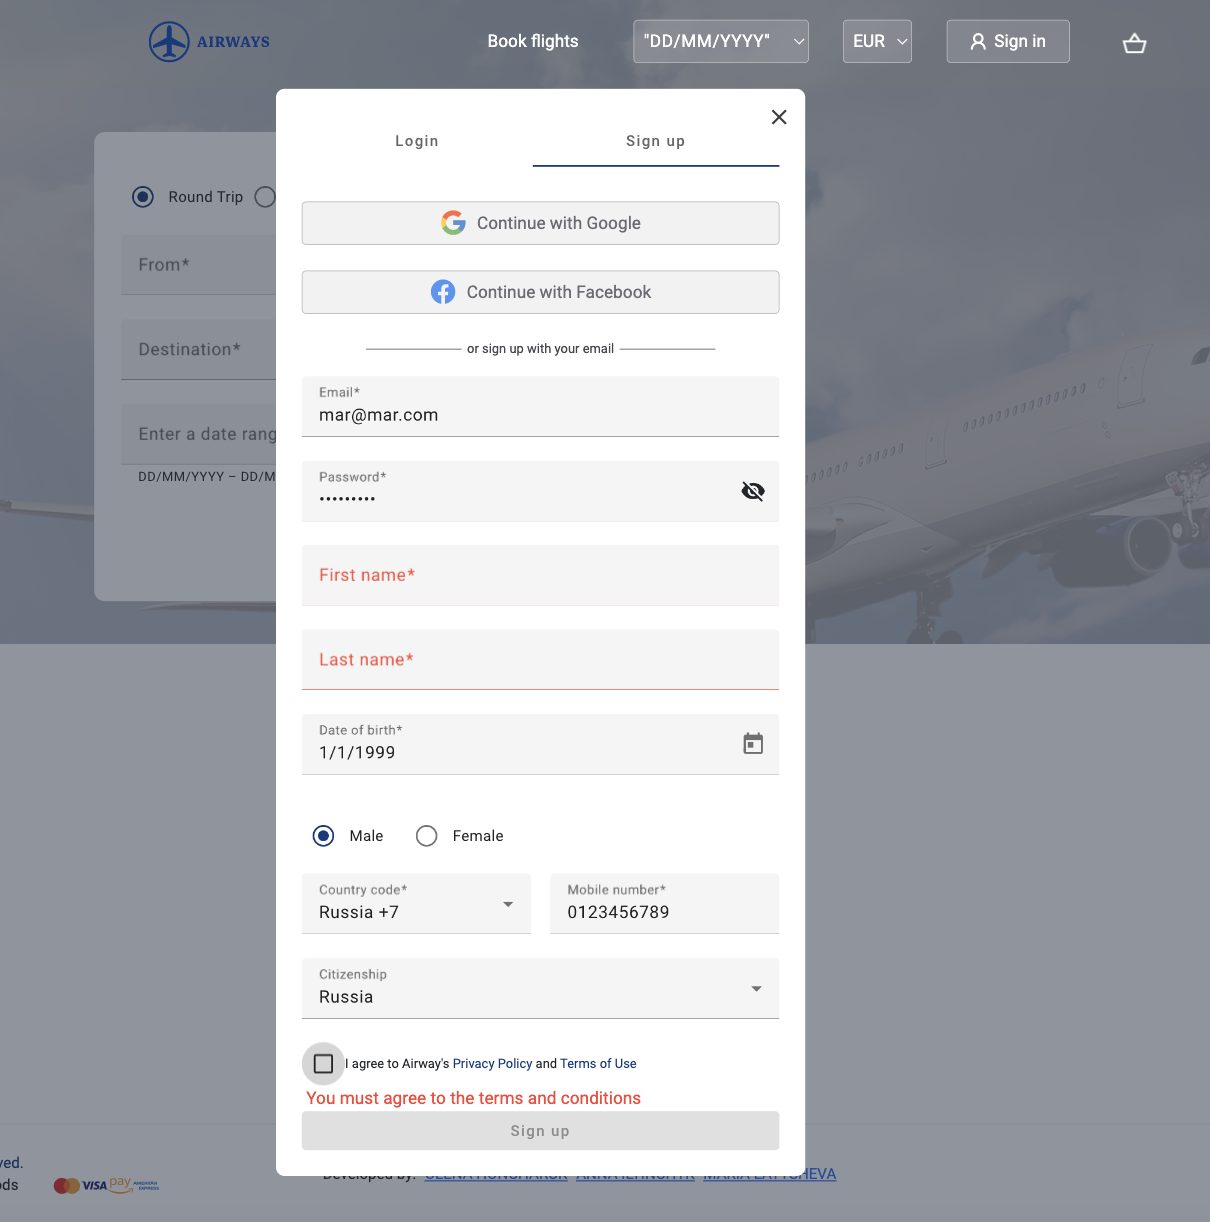 AIRWAYS
Book flights
"DD/MM/YYYY"
EUR
Sign in
Round Trip
From*
Destination*
Enter a date rang
DD/MM/YYYY – DD/M
Login
Sign up
Continue with Google
Continue with Facebook
or sign up with your email
Email*
mar@mar.com
Password*
•••••••••
First name*
Last name*
Date of birth*
1/1/1999
Male
Female
Country code*
Russia +7
Mobile number*
0123456789
Citizenship
Russia
I agree to Airway's Privacy Policy and Terms of Use
You must agree to the terms and conditions
Sign up
ved.
ods
VISA
pay
AMERICAN
EXPRESS
Developed by: